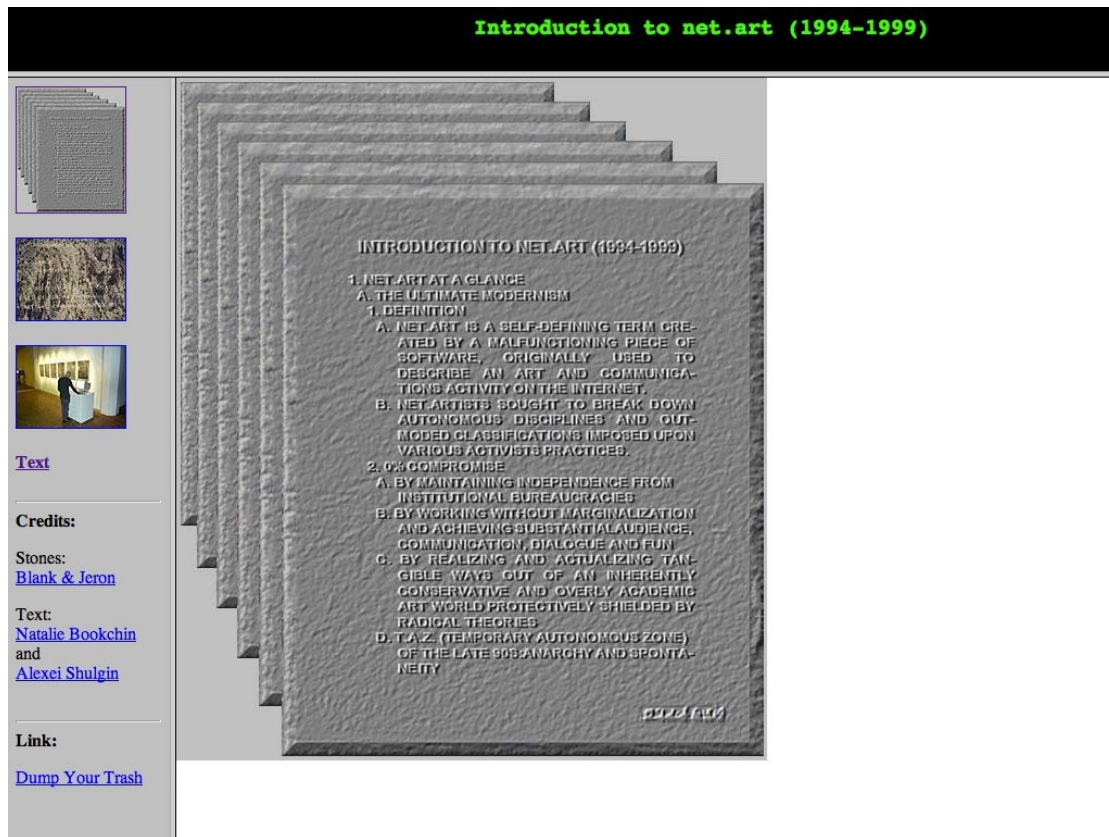 Introduction to net.art (1994-1999)
Text
Credits:
Stones:
Blank & Jeron
Text:
Natalie Bookchin
and
Alexei Shulgin
Link:
Dump Your Trash
INTRODUCTION TO NET.ART (1994-1999)
1. NET.ART AT A GLANCE
A. THE ULTIMATE MODERNISM
1. DEFINITION
A. NET.ART IS A SELF-DEFINING TERM CRE-
ATED BY A MALFUNCTIONING PIECE OF
SOFTWARE, ORIGINALLY USED TO
DESCRIBE AN ART AND COMMUNICA-
TIONS ACTIVITY ON THE INTERNET.
B. NET.ARTISTS SOUGHT TO BREAK DOWN
AUTONOMOUS DISCIPLINES AND OUT-
MODED CLASSIFICATIONS IMPOSED UPON
VARIOUS ACTIVISTS PRACTICES.
2. 0% COMPROMISE
A. BY MAINTAINING INDEPENDENCE FROM
INSTITUTIONAL BUREAUCRACIES
B. BY WORKING WITHOUT MARGINALIZATION
AND ACHIEVING SUBSTANTIAL AUDIENCE,
COMMUNICATION, DIALOGUE AND FUN
C. BY REALIZING AND ACTUALIZING TAN-
GIBLE WAYS OUT OF AN INHERENTLY
CONSERVATIVE AND OVERLY ACADEMIC
ART WORLD PROTECTIVELY SHIELDED BY
RADICAL THEORIES
D. T.A.Z. (TEMPORARY AUTONOMOUS ZONE)
OF THE LATE 90S:ANARCHY AND SPONTA-
NEITY